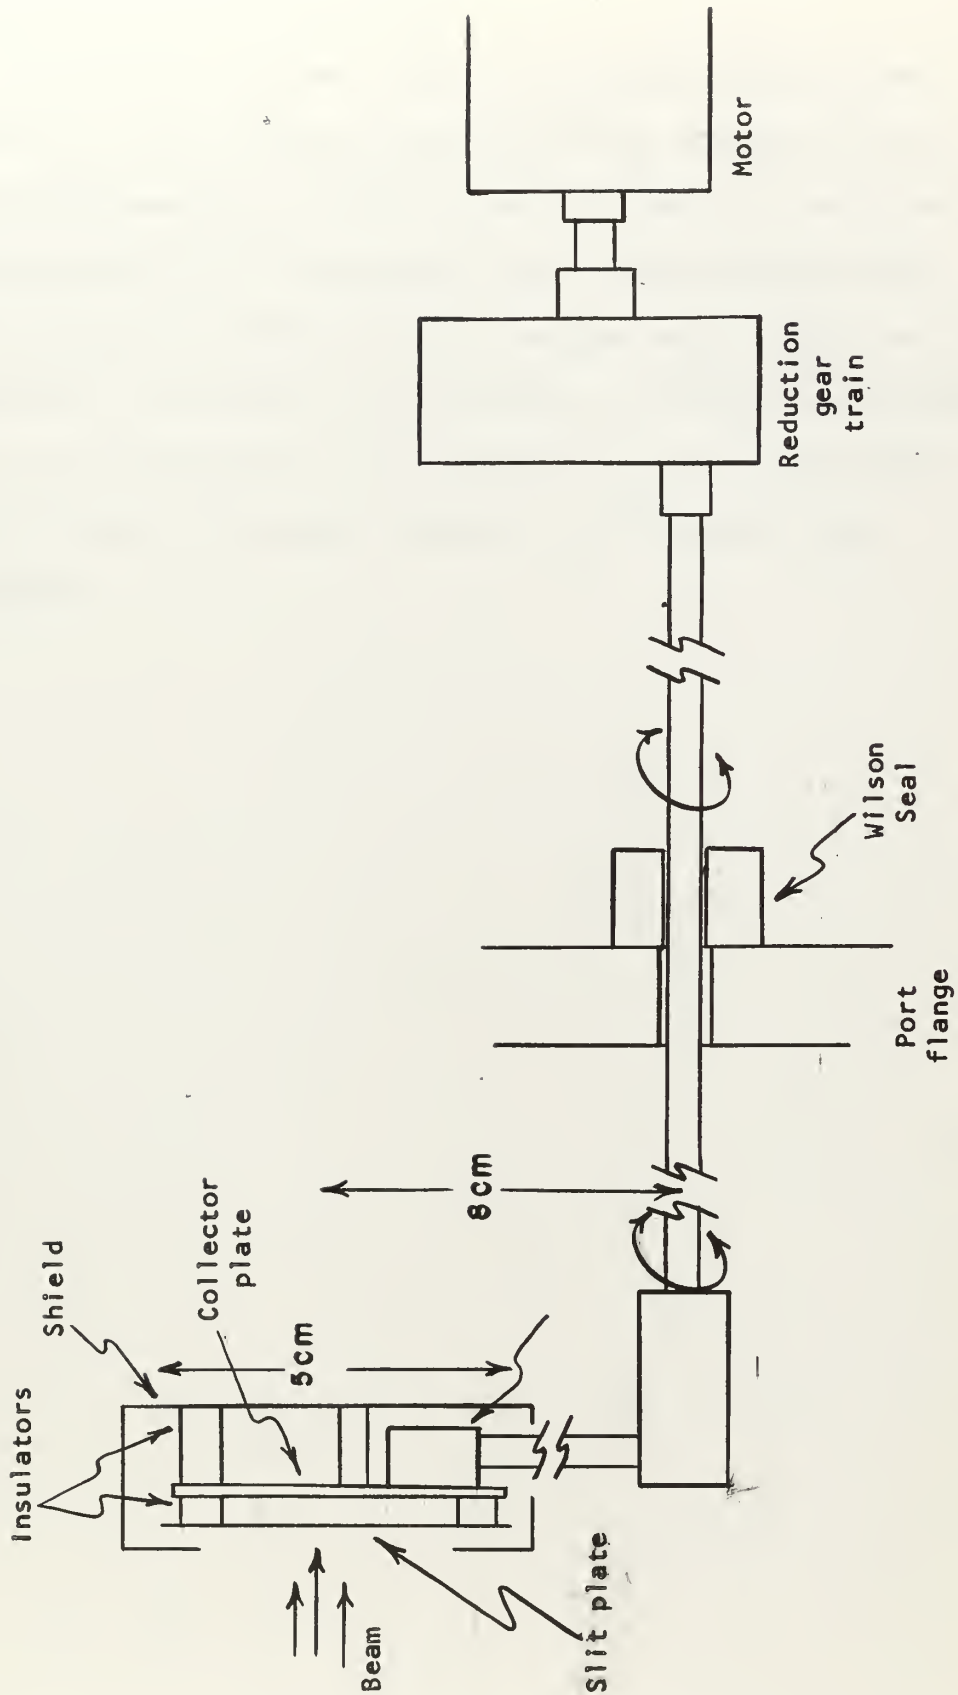 Insulators
Shield
Collector
plate
5cm
8cm
Beam
Slit plate
Port
flange
Wilson
Seal
Reduction
gear
train
Motor